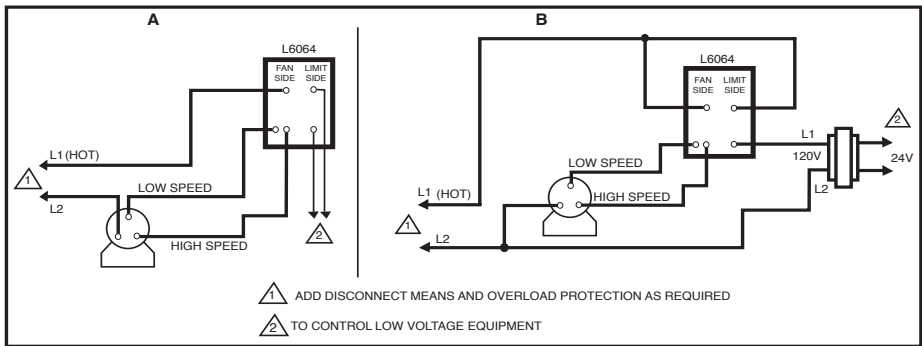 A
L6064
FAN SIDE
LIMIT SIDE
L1 (HOT)
1
LOW SPEED
L2
HIGH SPEED
2
B
L6064
FAN SIDE
LIMIT SIDE
L1
2
120V
24V
LOW SPEED
L2
L1 (HOT)
HIGH SPEED
1
L2
1 ADD DISCONNECT MEANS AND OVERLOAD PROTECTION AS REQUIRED
2 TO CONTROL LOW VOLTAGE EQUIPMENT